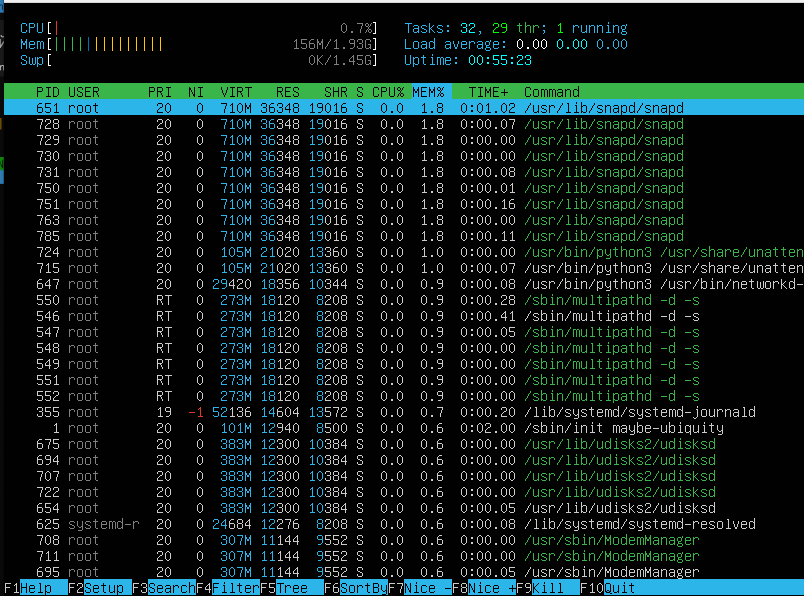 CPU[| 0.7%] Tasks: 32, 29 thr; 1 running
Mem[|||||||||||||||||| 156M/1.93G] Load average: 0.00 0.00 0.00
Swp[ 0K/1.45G] Uptime: 00:55:23
PID USER PRI NI VIRT RES SHR S CPU% MEM% TIME+ Command
651 root 20 0 710M 36348 19016 S 0.0 1.8 0:01.02 /usr/lib/snapd/snapd
728 root 20 0 710M 36348 19016 S 0.0 1.8 0:00.07 /usr/lib/snapd/snapd
729 root 20 0 710M 36348 19016 S 0.0 1.8 0:00.00 /usr/lib/snapd/snapd
730 root 20 0 710M 36348 19016 S 0.0 1.8 0:00.00 /usr/lib/snapd/snapd
731 root 20 0 710M 36348 19016 S 0.0 1.8 0:00.08 /usr/lib/snapd/snapd
750 root 20 0 710M 36348 19016 S 0.0 1.8 0:00.01 /usr/lib/snapd/snapd
751 root 20 0 710M 36348 19016 S 0.0 1.8 0:00.16 /usr/lib/snapd/snapd
763 root 20 0 710M 36348 19016 S 0.0 1.8 0:00.00 /usr/lib/snapd/snapd
785 root 20 0 710M 36348 19016 S 0.0 1.8 0:00.11 /usr/lib/snapd/snapd
724 root 20 0 105M 21020 13360 S 0.0 1.0 0:00.00 /usr/bin/python3 /usr/share/unatten
715 root 20 0 105M 21020 13360 S 0.0 1.0 0:00.07 /usr/bin/python3 /usr/share/unatten
647 root 20 0 29420 18356 10344 S 0.0 0.9 0:00.08 /usr/bin/python3 /usr/bin/networkd-
550 root RT 0 273M 18120 8208 S 0.0 0.9 0:00.28 /sbin/multipathd -d -s
546 root RT 0 273M 18120 8208 S 0.0 0.9 0:00.41 /sbin/multipathd -d -s
547 root RT 0 273M 18120 8208 S 0.0 0.9 0:00.05 /sbin/multipathd -d -s
548 root RT 0 273M 18120 8208 S 0.0 0.9 0:00.00 /sbin/multipathd -d -s
549 root RT 0 273M 18120 8208 S 0.0 0.9 0:00.00 /sbin/multipathd -d -s
551 root RT 0 273M 18120 8208 S 0.0 0.9 0:00.00 /sbin/multipathd -d -s
552 root RT 0 273M 18120 8208 S 0.0 0.9 0:00.00 /sbin/multipathd -d -s
355 root 19 -1 52136 14604 13572 S 0.0 0.7 0:00.20 /lib/systemd/systemd-journald
1 root 20 0 101M 12940 8500 S 0.0 0.6 0:02.00 /sbin/init maybe-ubiquity
675 root 20 0 383M 12300 10384 S 0.0 0.6 0:00.00 /usr/lib/udisks2/udisksd
694 root 20 0 383M 12300 10384 S 0.0 0.6 0:00.00 /usr/lib/udisks2/udisksd
707 root 20 0 383M 12300 10384 S 0.0 0.6 0:00.00 /usr/lib/udisks2/udisksd
722 root 20 0 383M 12300 10384 S 0.0 0.6 0:00.00 /usr/lib/udisks2/udisksd
654 root 20 0 383M 12300 10384 S 0.0 0.6 0:00.05 /usr/lib/udisks2/udisksd
625 systemd-r 20 0 24684 12276 8208 S 0.0 0.6 0:00.08 /lib/systemd/systemd-resolved
708 root 20 0 307M 11144 9552 S 0.0 0.6 0:00.00 /usr/sbin/ModemManager
711 root 20 0 307M 11144 9552 S 0.0 0.6 0:00.00 /usr/sbin/ModemManager
695 root 20 0 307M 11144 9552 S 0.0 0.6 0:00.05 /usr/sbin/ModemManager
F1Help F2Setup F3SearchF4FilterF5Tree F6SortByF7Nice -F8Nice +F9Kill F10Quit